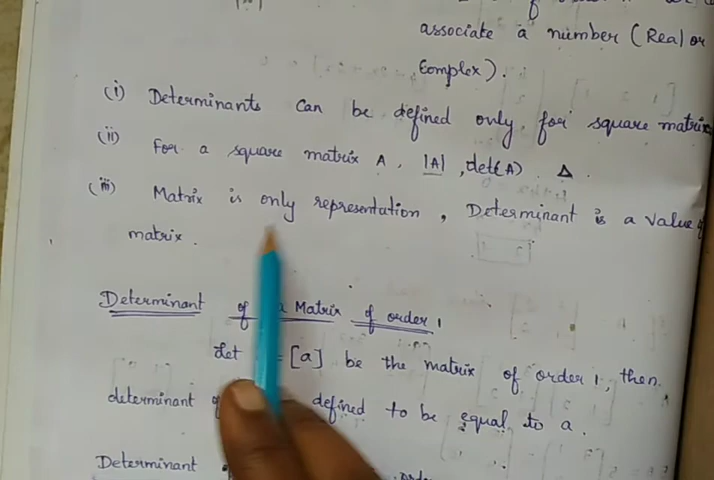 associate a number (Real or
Complex).
(i) Determinants can be defined only for square matrix
(ii) For a square matrix A, |A|, det(A). Δ.
(iii) Matrix is only representation, Determinant is a value of
matrix.
Determinant of a Matrix of order 1
Let = [a] be the matrix of order 1, then
determinant of defined to be equal to a.
Determinant